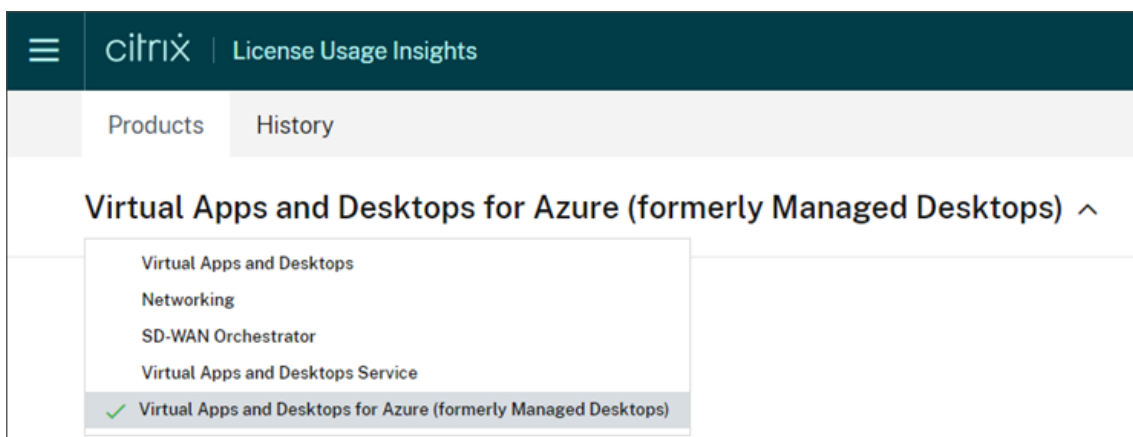 citrix | License Usage Insights
Products History
Virtual Apps and Desktops for Azure (formerly Managed Desktops)
Virtual Apps and Desktops
Networking
SD-WAN Orchestrator
Virtual Apps and Desktops Service
Virtual Apps and Desktops for Azure (formerly Managed Desktops)